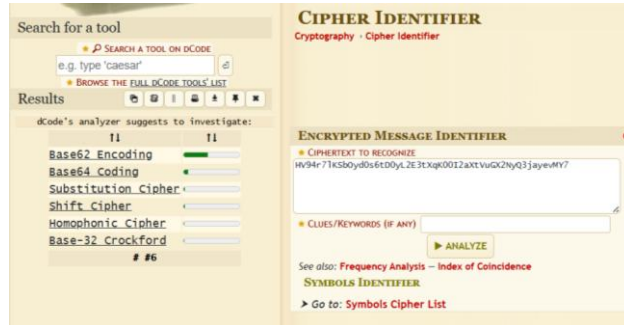 Search for a tool
★ SEARCH A TOOL ON DCODE
e.g. type 'caesar'
★ BROWSE THE FULL DCODE TOOLS' LIST
Results
dCode's analyzer suggests to investigate:
↑↓ ↑↓
Base62 Encoding
Base64 Coding
Substitution Cipher
Shift Cipher
Homophonic Cipher
Base-32 Crockford
# #6
CIPHER IDENTIFIER
Cryptography · Cipher Identifier
ENCRYPTED MESSAGE IDENTIFIER
★ CIPHERTEXT TO RECOGNIZE
★ CLUES/KEYWORDS (IF ANY)
▶ ANALYZE
See also: Frequency Analysis – Index of Coincidence
SYMBOLS IDENTIFIER
➤ Go to: Symbols Cipher List